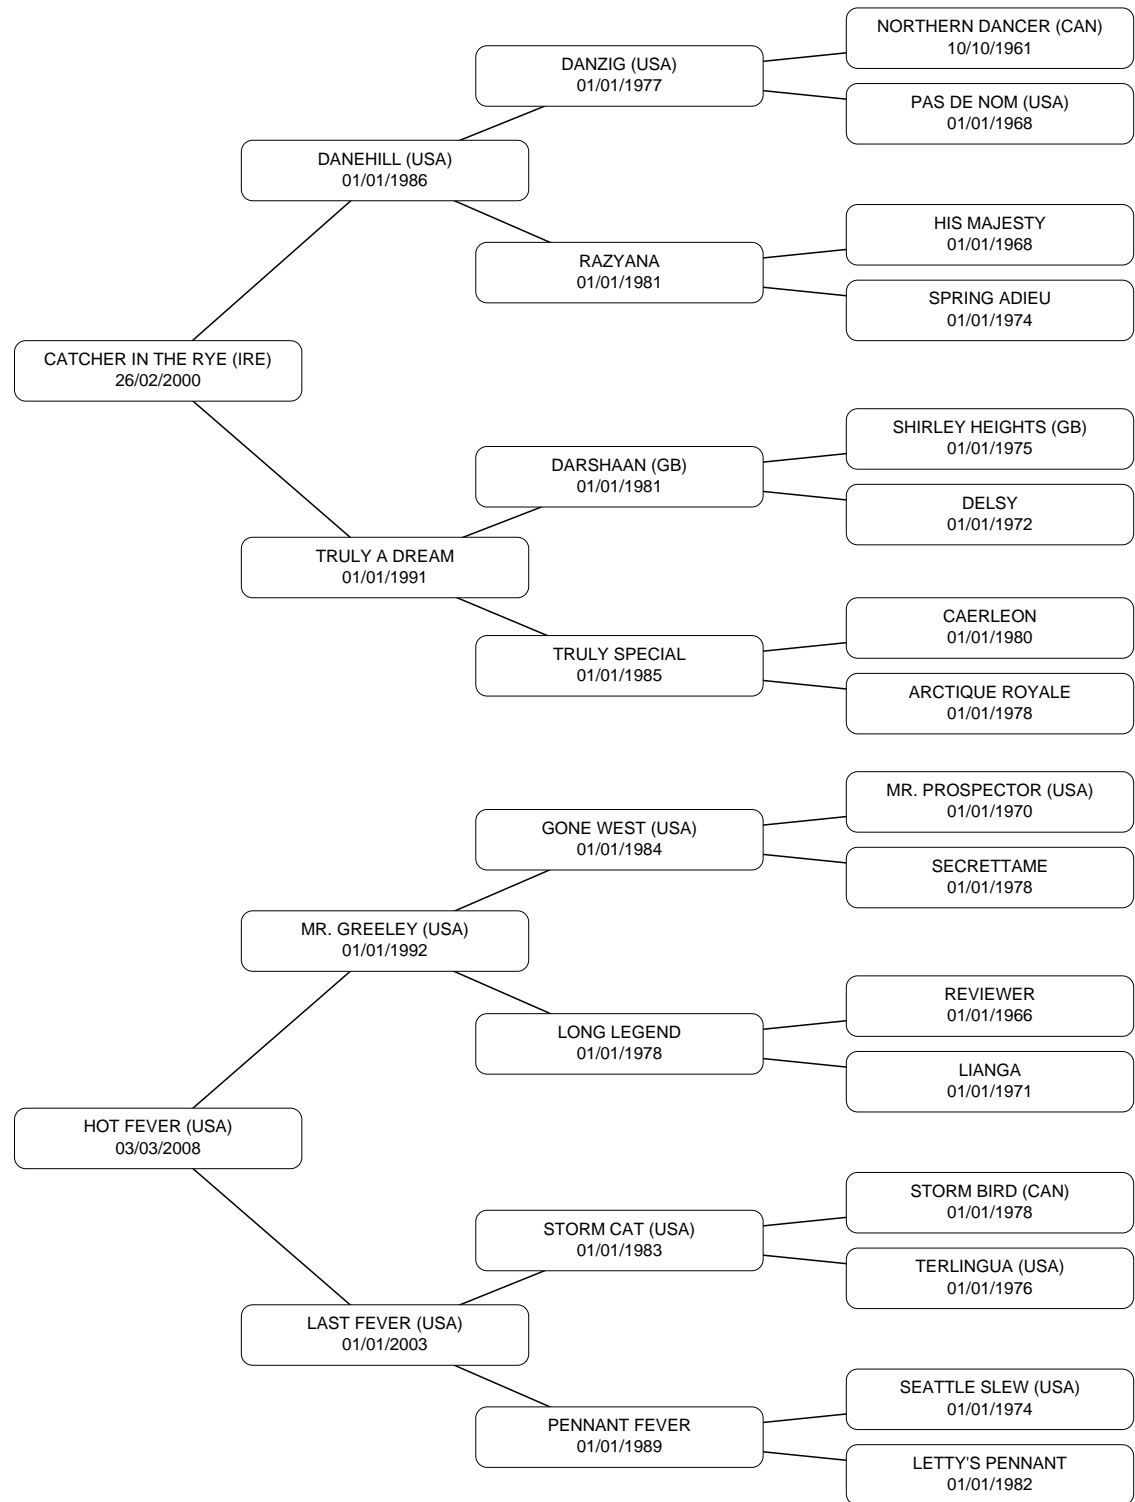 NORTHERN DANCER (CAN)
10/10/1961
DANZIG (USA)
01/01/1977
PAS DE NOM (USA)
01/01/1968
DANEHILL (USA)
01/01/1986
HIS MAJESTY
01/01/1968
RAZYANA
01/01/1981
SPRING ADIEU
01/01/1974
CATCHER IN THE RYE (IRE)
26/02/2000
SHIRLEY HEIGHTS (GB)
01/01/1975
DARSHAAN (GB)
01/01/1981
DELSY
01/01/1972
TRULY A DREAM
01/01/1991
CAERLEON
01/01/1980
TRULY SPECIAL
01/01/1985
ARCTIQUE ROYALE
01/01/1978
MR. PROSPECTOR (USA)
01/01/1970
GONE WEST (USA)
01/01/1984
SECRETTAME
01/01/1978
MR. GREELEY (USA)
01/01/1992
REVIEWER
01/01/1966
LONG LEGEND
01/01/1978
LIANGA
01/01/1971
HOT FEVER (USA)
03/03/2008
STORM BIRD (CAN)
01/01/1978
STORM CAT (USA)
01/01/1983
TERLINGUA (USA)
01/01/1976
LAST FEVER (USA)
01/01/2003
SEATTLE SLEW (USA)
01/01/1974
PENNANT FEVER
01/01/1989
LETTY'S PENNANT
01/01/1982